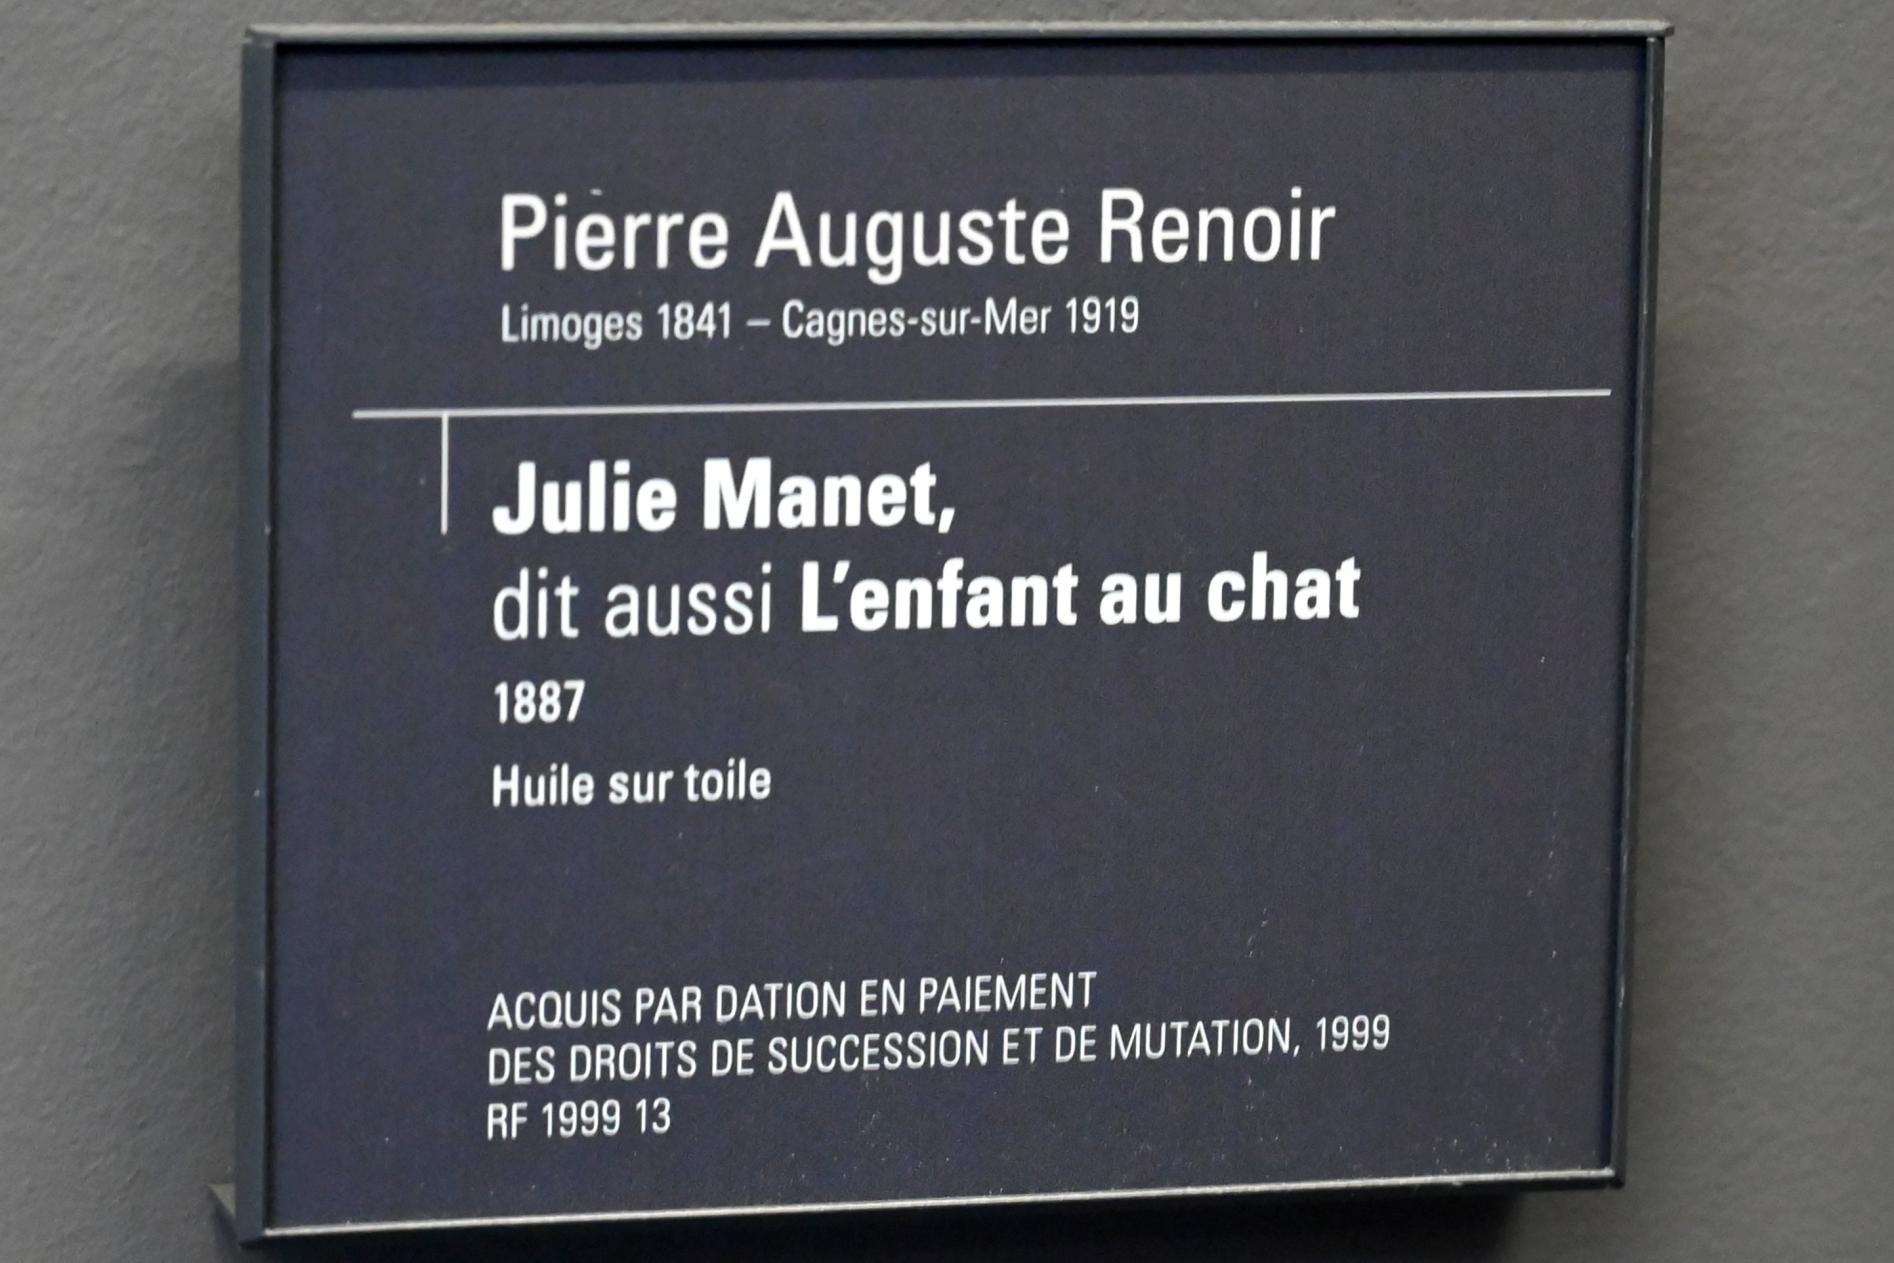 Pierre Auguste Renoir
Limoges 1841 – Cagnes-sur-Mer 1919
Julie Manet,
dit aussi L'enfant au chat
1887
Huile sur toile
ACQUIS PAR DATION EN PAIEMENT
DES DROITS DE SUCCESSION ET DE MUTATION, 1999
RF 1999 13